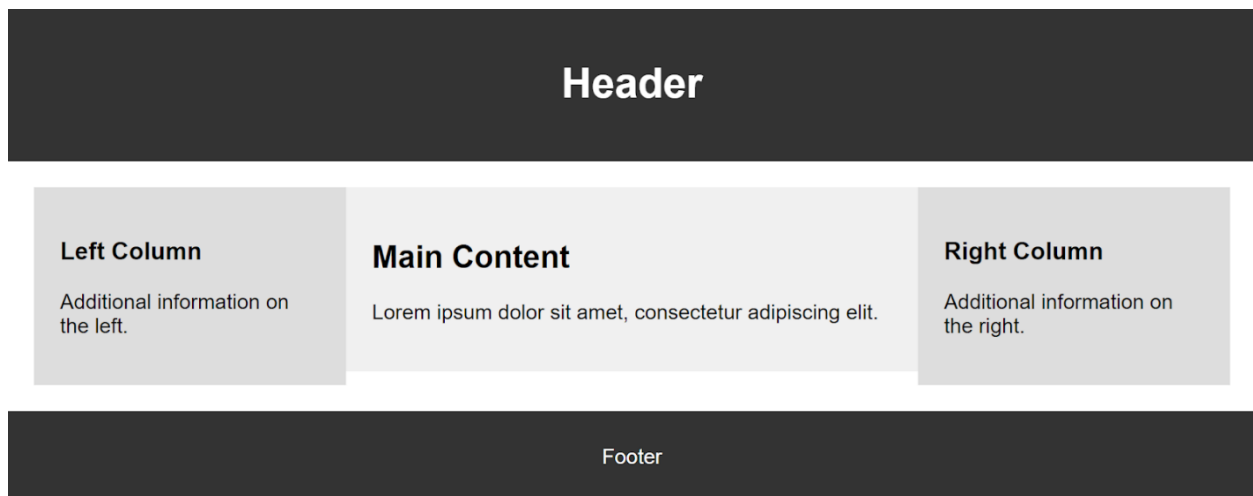 Header
Left Column
Additional information on
the left.
Main Content
Lorem ipsum dolor sit amet, consectetur adipiscing elit.
Right Column
Additional information on
the right.
Footer